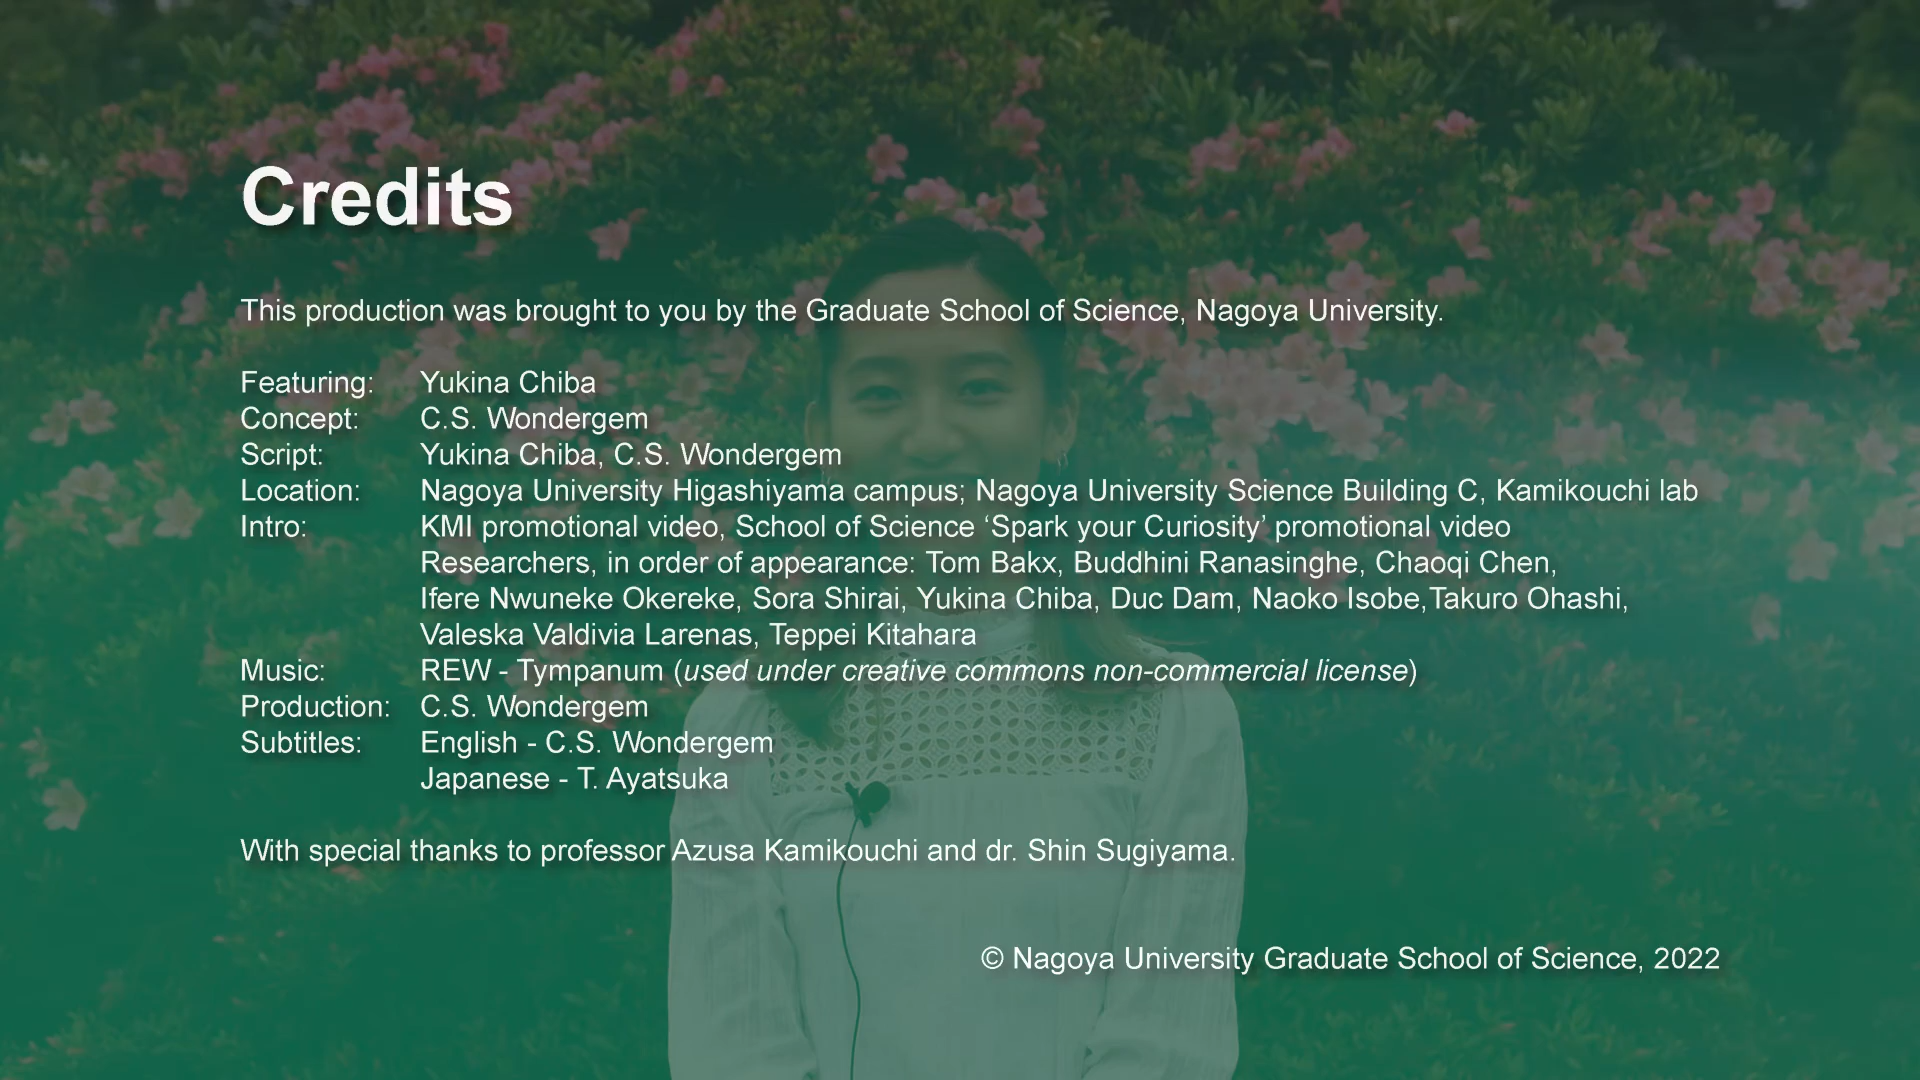 Credits
This production was brought to you by the Graduate School of Science, Nagoya University.
Featuring: Yukina Chiba
Concept: C.S. Wondergem
Script: Yukina Chiba, C.S. Wondergem
Location: Nagoya University Higashiyama campus; Nagoya University Science Building C, Kamikouchi lab
Intro: KMI promotional video, School of Science ‘Spark your Curiosity’ promotional video
Researchers, in order of appearance: Tom Bakx, Buddhini Ranasinghe, Chaoqi Chen,
Ifere Nwuneke Okereke, Sora Shirai, Yukina Chiba, Duc Dam, Naoko Isobe,Takuro Ohashi,
Valeska Valdivia Larenas, Teppei Kitahara
Music: REW - Tympanum (used under creative commons non-commercial license)
Production: C.S. Wondergem
Subtitles: English - C.S. Wondergem
Japanese - T. Ayatsuka
With special thanks to professor Azusa Kamikouchi and dr. Shin Sugiyama.
© Nagoya University Graduate School of Science, 2022